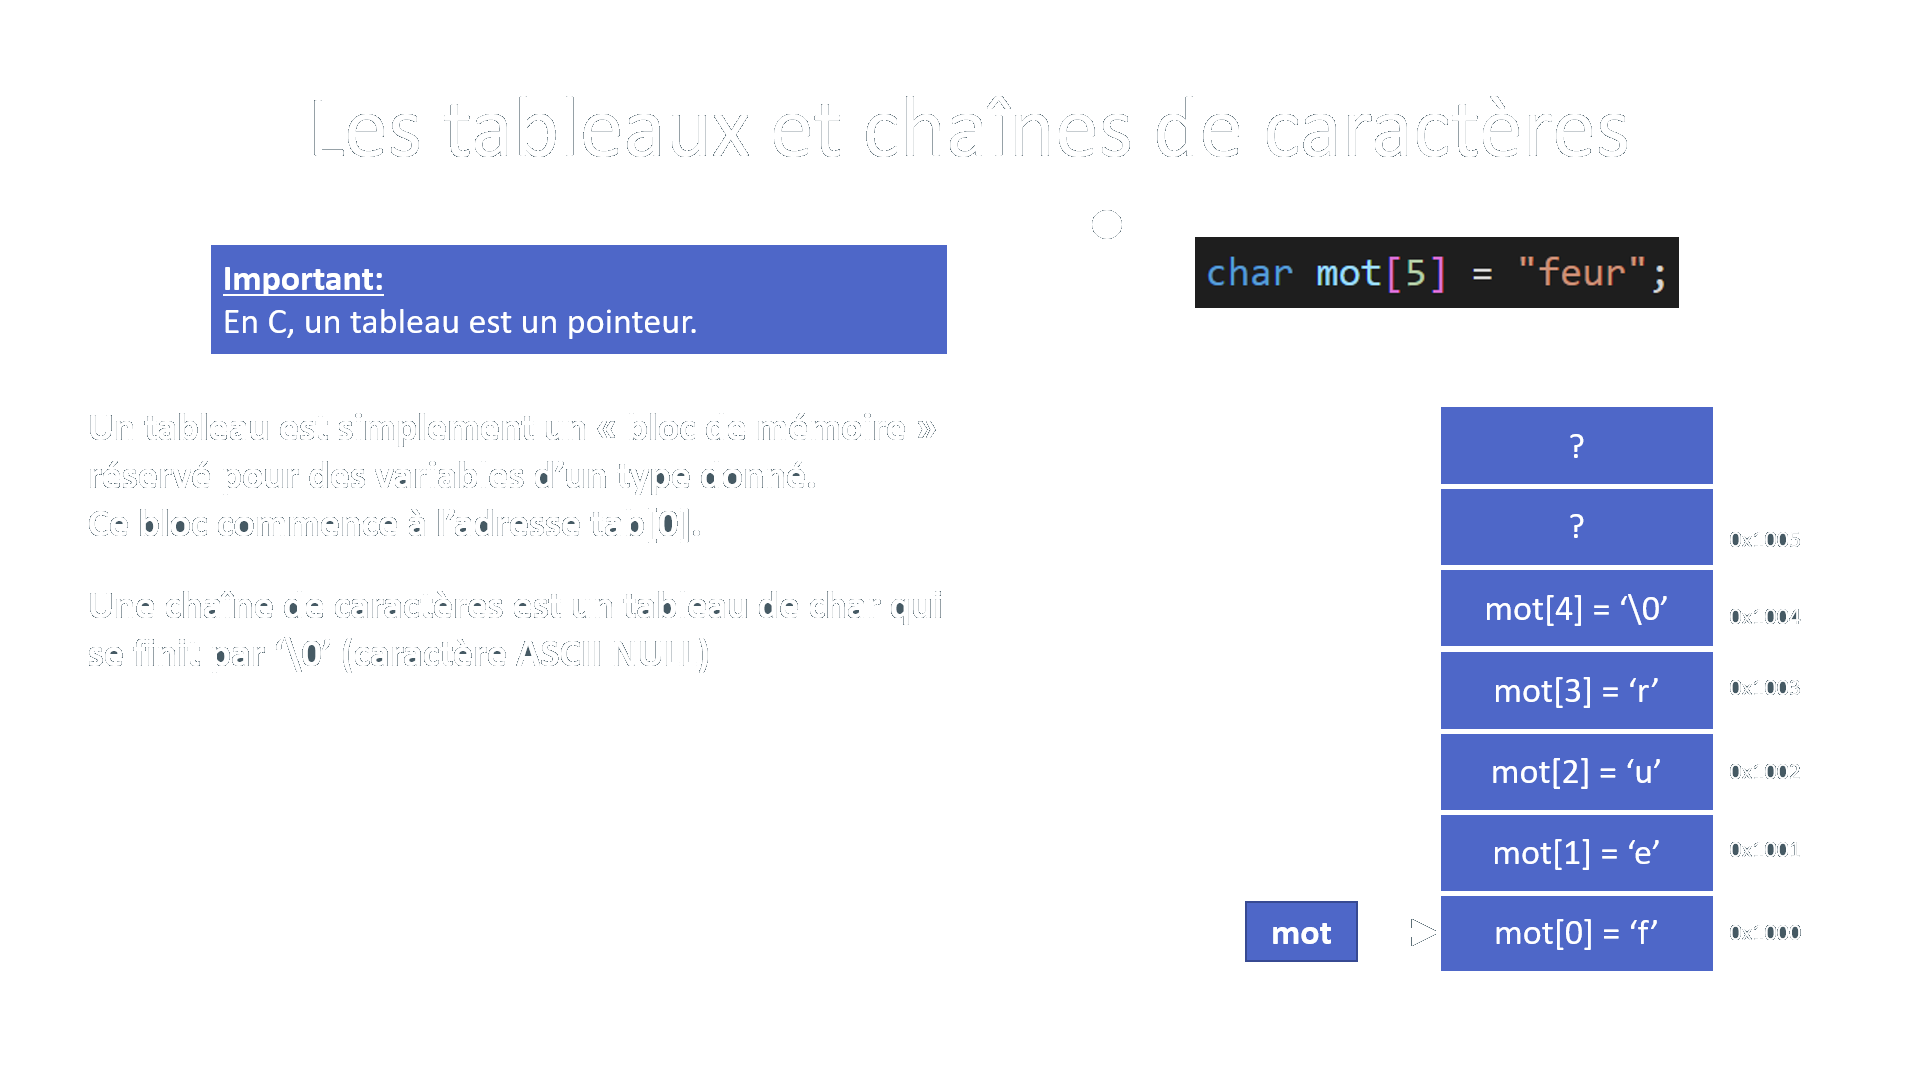 Les tableaux et chaînes de caractères
Important:
En C, un tableau est un pointeur.
char mot[5] = "feur";
Un tableau est simplement un « bloc de mémoire »
réservé pour des variables d’un type donné.
Ce bloc commence à l’adresse tab[0].
Une chaîne de caractères est un tableau de char qui
se finit par ‘\0’ (caractère ASCII NULL)
?
?
0x1005
mot[4] = ‘\0’
0x1004
mot[3] = ‘r’
0x1003
mot[2] = ‘u’
0x1002
mot[1] = ‘e’
0x1001
mot
mot[0] = ‘f’
0x1000